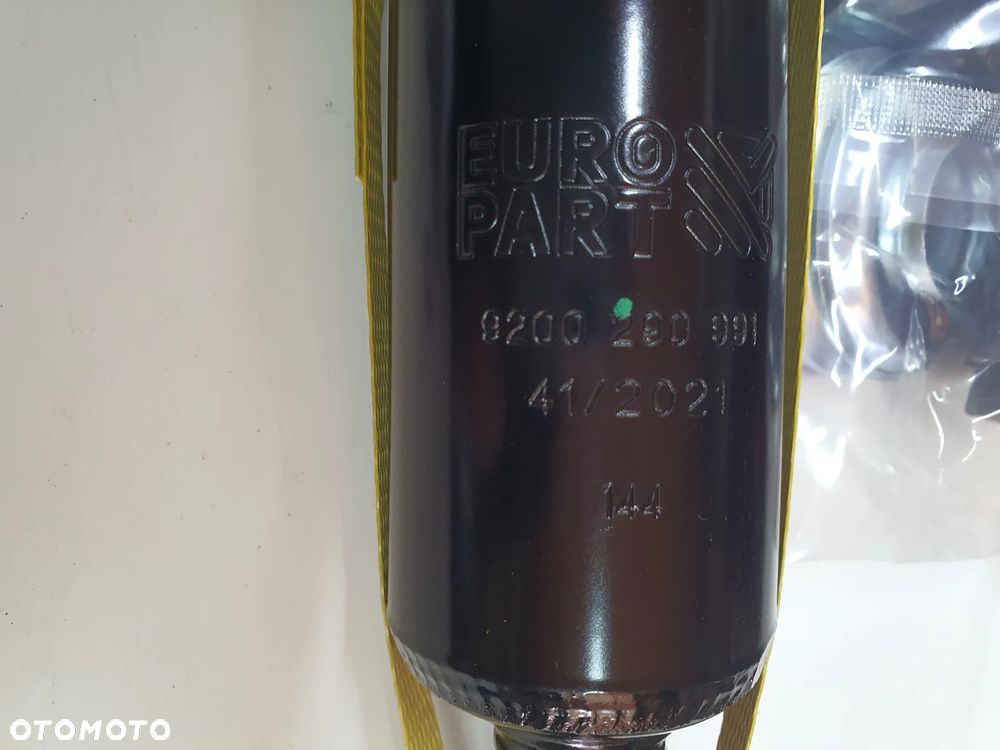 EURO
PART
9200 290 991
41/2021
144
OTOMOTO